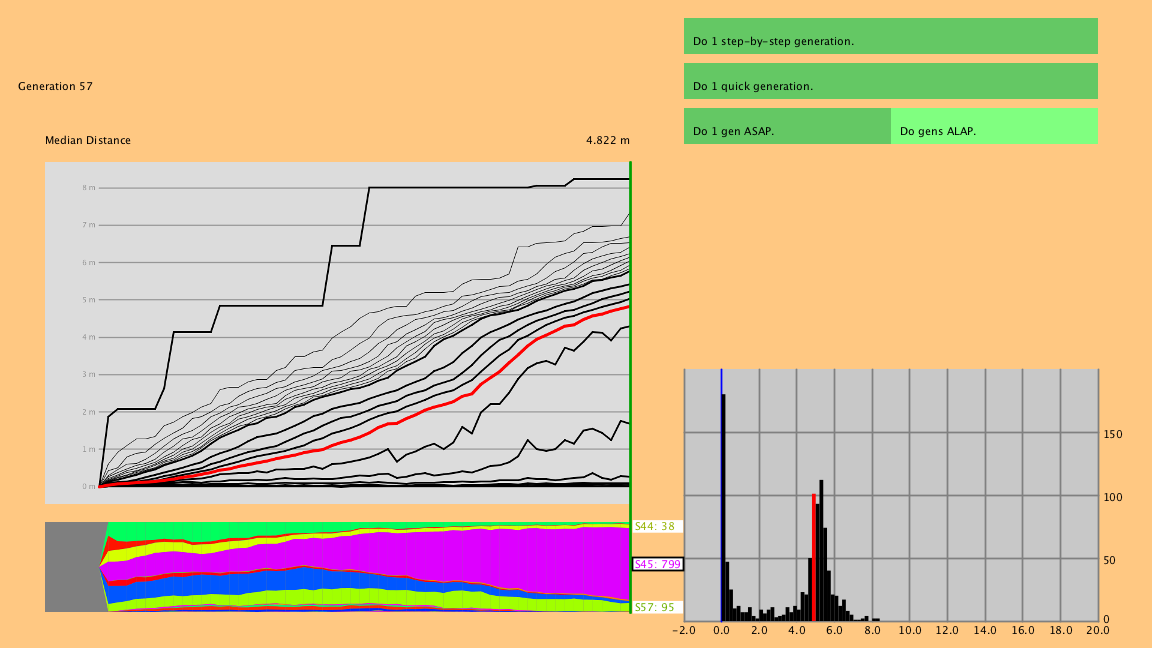 Do 1 step-by-step generation.
Generation 57
Do 1 quick generation.
Do 1 gen ASAP.
Do gens ALAP.
Median Distance
4.822 m
8 m
7 m
6 m
5 m
4 m
3 m
2 m
1 m
0 m
S44: 38
S45: 799
S57: 95
150
100
50
0
-2.0 0.0 2.0 4.0 6.0 8.0 10.0 12.0 14.0 16.0 18.0 20.0